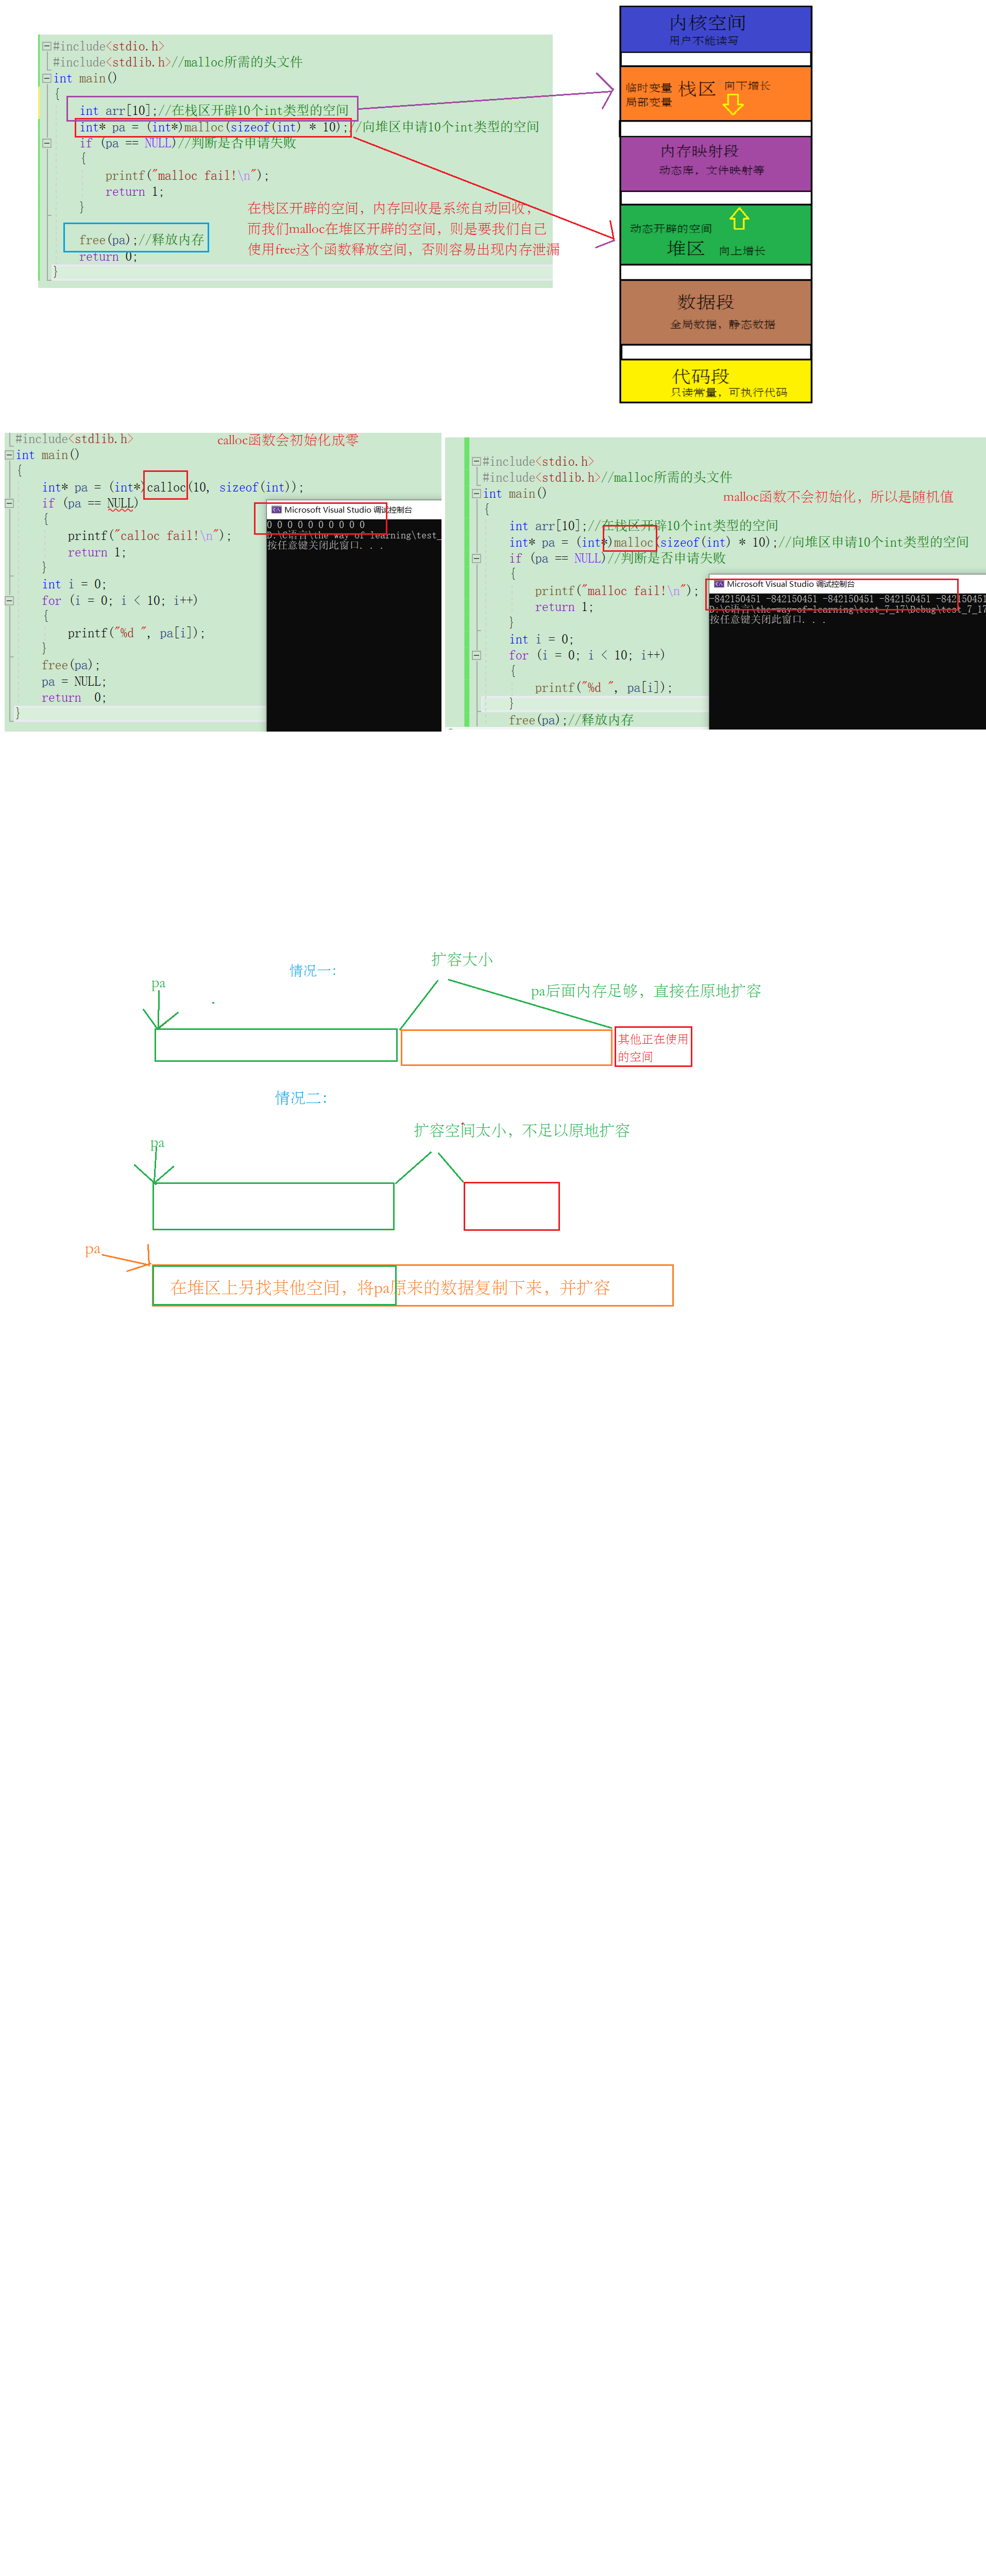 #include<stdio.h>
#include<stdlib.h>//malloc所需的头文件
int main()
{
int arr[10];//在栈区开辟10个int类型的空间
int* pa = (int*)malloc(sizeof(int) * 10);//向堆区申请10个int类型的空间
if (pa == NULL)//判断是否申请失败
{
printf("malloc fail!\n");
return 1;
}
在栈区开辟的空间，内存回收是系统自动回收，
而我们malloc在堆区开辟的空间，则是要我们自己
使用free这个函数释放空间，否则容易出现内存泄漏
free(pa);//释放内存
return 0;
}
内核空间
用户不能读写
临时变量 栈区 向下增长
局部变量
内存映射段
动态库，文件映射等
动态开辟的空间
堆区 向上增长
数据段
全局数据，静态数据
代码段
只读常量，可执行代码
#include<stdlib.h>
calloc函数会初始化成零
int main()
{
int* pa = (int*)calloc(10, sizeof(int));
if (pa == NULL)
{
printf("calloc fail!\n");
return 1;
}
int i = 0;
for (i = 0; i < 10; i++)
{
printf("%d ", pa[i]);
}
free(pa);
pa = NULL;
return  0;
}
Microsoft Visual Studio 调试控制台
0 0 0 0 0 0 0 0 0 0
D:\C语言\the-way-of-learning\test_
按任意键关闭此窗口. . .
#include<stdio.h>
#include<stdlib.h>//malloc所需的头文件
int main()
malloc函数不会初始化，所以是随机值
{
int arr[10];//在栈区开辟10个int类型的空间
int* pa = (int*)malloc(sizeof(int) * 10);//向堆区申请10个int类型的空间
if (pa == NULL)//判断是否申请失败
{
printf("malloc fail!\n");
return 1;
}
int i = 0;
for (i = 0; i < 10; i++)
{
printf("%d ", pa[i]);
}
free(pa);//释放内存
Microsoft Visual Studio 调试控制台
-842150451 -842150451 -842150451 -842150451 -842150451
D:\C语言\the-way-of-learning\test_7_17\Debug\test_7_17
按任意键关闭此窗口. . .
情况一：
扩容大小
pa
pa后面内存足够，直接在原地扩容
其他正在使用
的空间
情况二：
扩容空间太小，不足以原地扩容
pa
pa
在堆区上另找其他空间，将pa原来的数据复制下来，并扩容